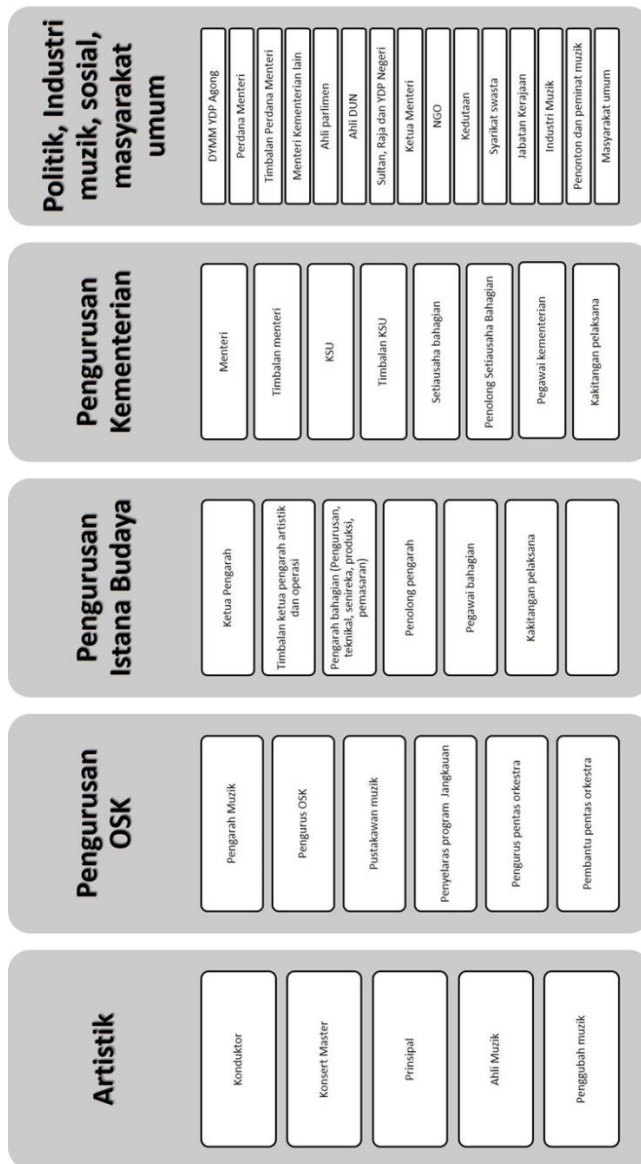 Artistik
Konduktor
Konsert Master
Prinsipal
Ahli Muzik
Penggubah muzik
Pengurusan
OSK
Pengarah Muzik
Pengurus OSK
Pustakawan muzik
Penyelaras program Jangkauan
Pengurus pentas orkestra
Pembantu pentas orkestra
Pengurusan
Istana Budaya
Ketua Pengarah
Timbalan ketua pengarah artistik
dan operasi
Pengarah bahagian (Pengurusan,
teknikal, senireka, produksi,
pemasaran)
Penolong pengarah
Pegawai bahagian
Kakitangan pelaksana
Pengurusan
Kementerian
Menteri
Timbalan menteri
KSU
Timbalan KSU
Setiausaha bahagian
Penolong Setiausaha Bahagian
Pegawai kementerian
Kakitangan pelaksana
Politik, Industri
muzik, sosial,
masyarakat
umum
DYMM YDP Agong
Perdana Menteri
Timbalan Perdana Menteri
Menteri Kementerian lain
Ahli parlimen
Ahli DUN
Sultan, Raja dan YDP Negeri
Ketua Menteri
NGO
Kedutaan
Syarikat swasta
Jabatan Kerajaan
Industri Muzik
Penonton dan peminat muzik
Masyarakat umum